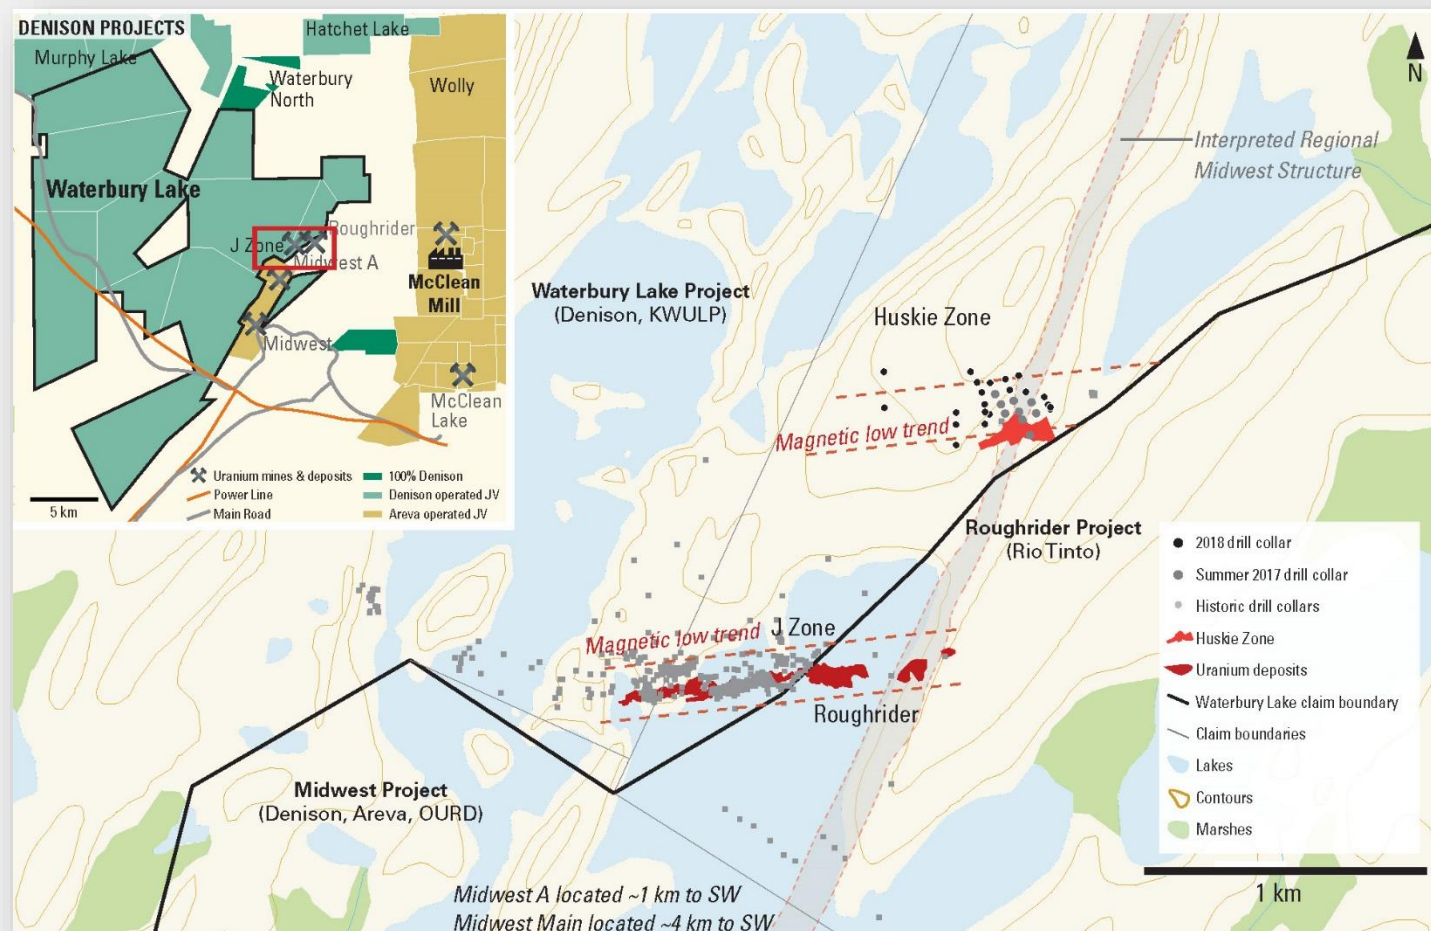 DENISON PROJECTS
Hatchet Lake
Murphy Lake
Waterbury
North
Wolly
Waterbury Lake
Roughrider
J Zone
Midwest A
McClean
Mill
Midwest
McClean
Lake
Uranium mines & deposits
Power Line
Main Road
100% Denison
Denison operated JV
Areva operated JV
5 km
N
Interpreted Regional
Midwest Structure
Waterbury Lake Project
(Denison, KWULP)
Huskie Zone
Magnetic low trend
Roughrider Project
(Rio Tinto)
Magnetic low trend
J Zone
Roughrider
Midwest Project
(Denison, Areva, OURD)
Midwest A located ~1 km to SW
Midwest Main located ~4 km to SW
2018 drill collar
Summer 2017 drill collar
Historic drill collars
Huskie Zone
Uranium deposits
Waterbury Lake claim boundary
Claim boundaries
Lakes
Contours
Marshes
1 km